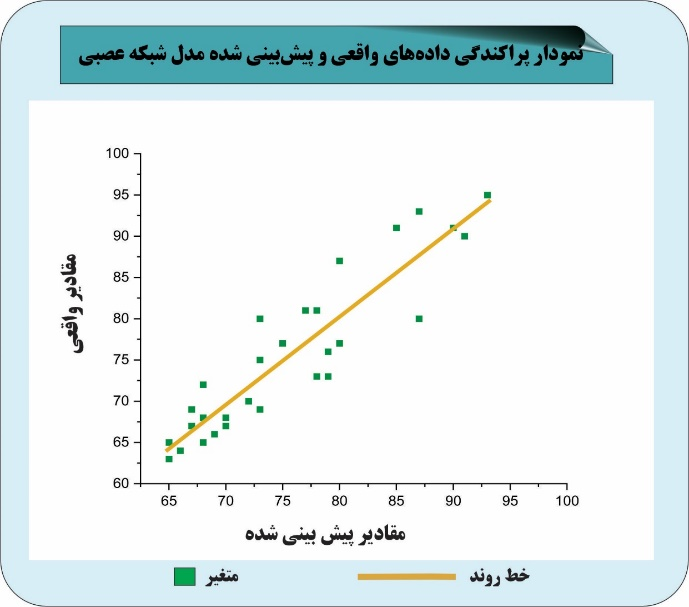 نمودار پراکندگی داده‌های واقعی و پیش‌بینی شده مدل شبکه عصبی
مقادیر واقعی
100
95
90
85
80
75
70
65
60
65 70 75 80 85 90 95 100
مقادیر پیش بینی شده
خط روند
متغیر